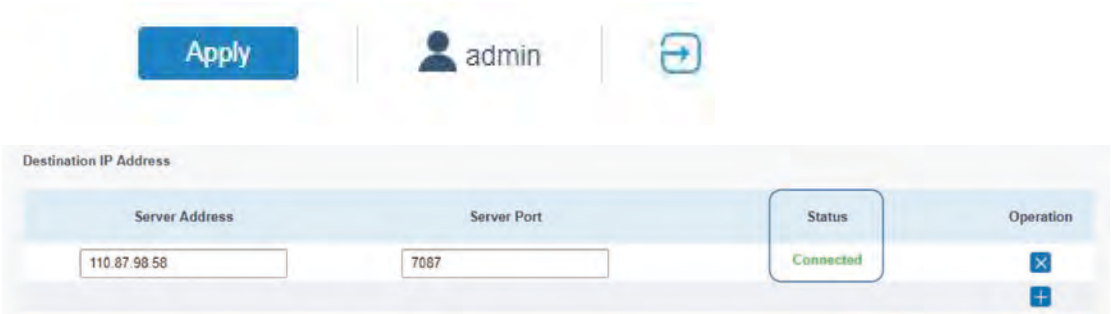 Apply admin
Destination IP Address
Server Address Server Port Status Operation
110.87.98.58 7087 Connected